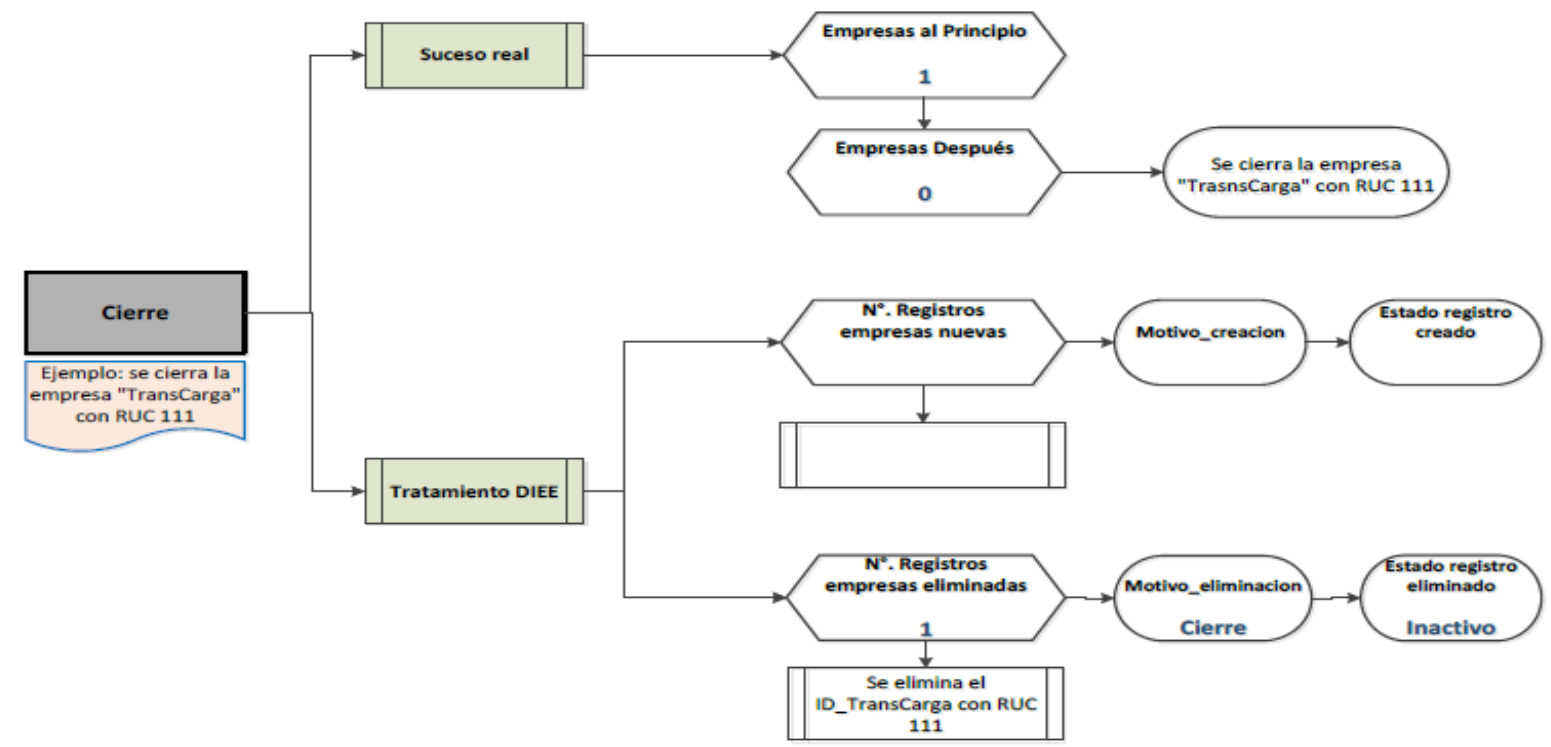 Suceso real
Empresas al Principio
1
Empresas Después
0
Se cierra la empresa
"TrasnsCarga" con RUC 111
Cierre
Ejemplo: se cierra la
empresa "TransCarga"
con RUC 111
N°. Registros
empresas nuevas
Motivo_creacion
Estado registro
creado
Tratamiento DIEE
N°. Registros
empresas eliminadas
1
Motivo_eliminacion
Cierre
Estado registro
eliminado
Inactivo
Se elimina el
ID_TransCarga con RUC
111